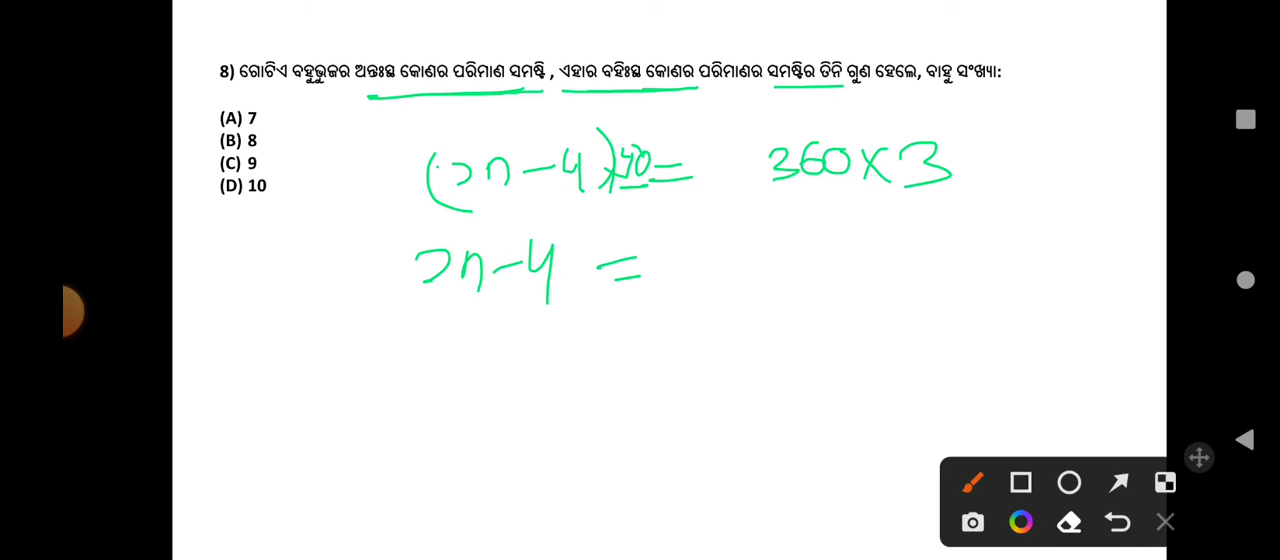 8) ଗୋଟିଏ ବହୁଭୁଜର ଅନ୍ତଃସ୍ଥ କୋଣର ପରିମାଣ ସମଷ୍ଟି , ଏହାର ବହିଃସ୍ଥ କୋଣର ପରିମାଣର ସମଷ୍ଟିର ତିନି ଗୁଣ ହେଲେ, ବାହୁ ସଂଖ୍ୟା:
(A) 7
(B) 8
(C) 9
(D) 10
(2n-4)×90= 360×3
2n-4 =